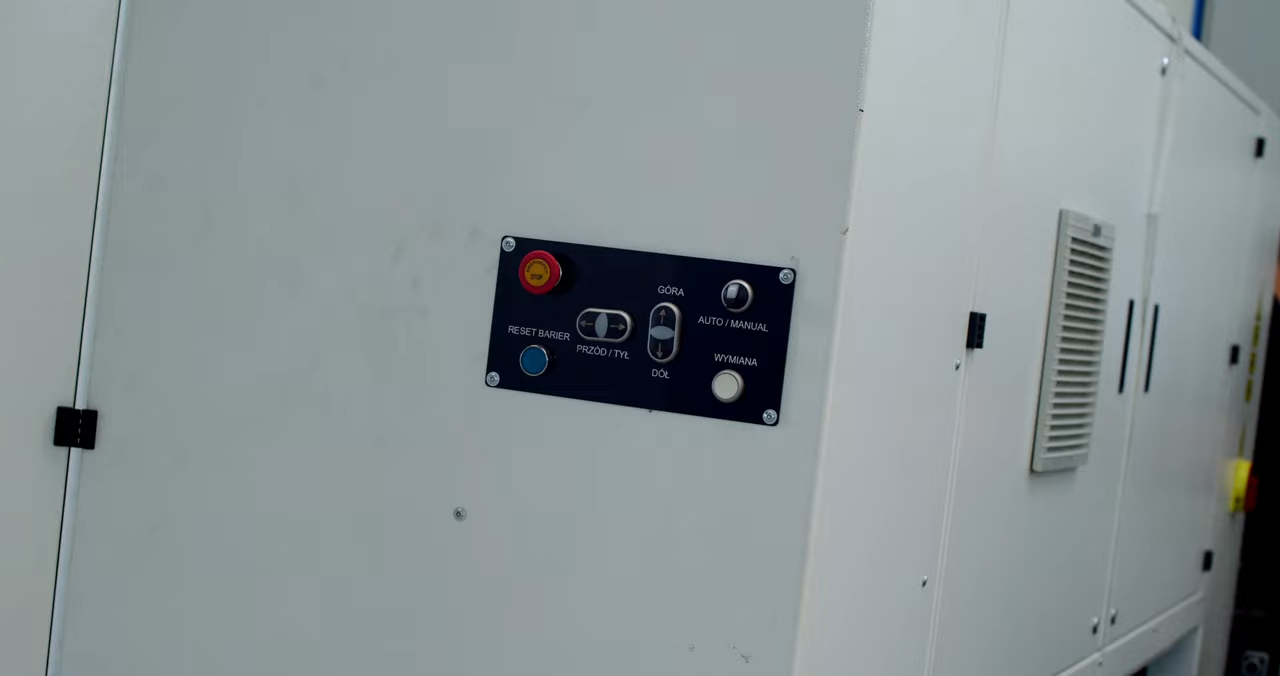 STOP
GÓRA
AUTO / MANUAL
RESET BARIER
PRZÓD / TYŁ
WYMIANA
DÓŁ